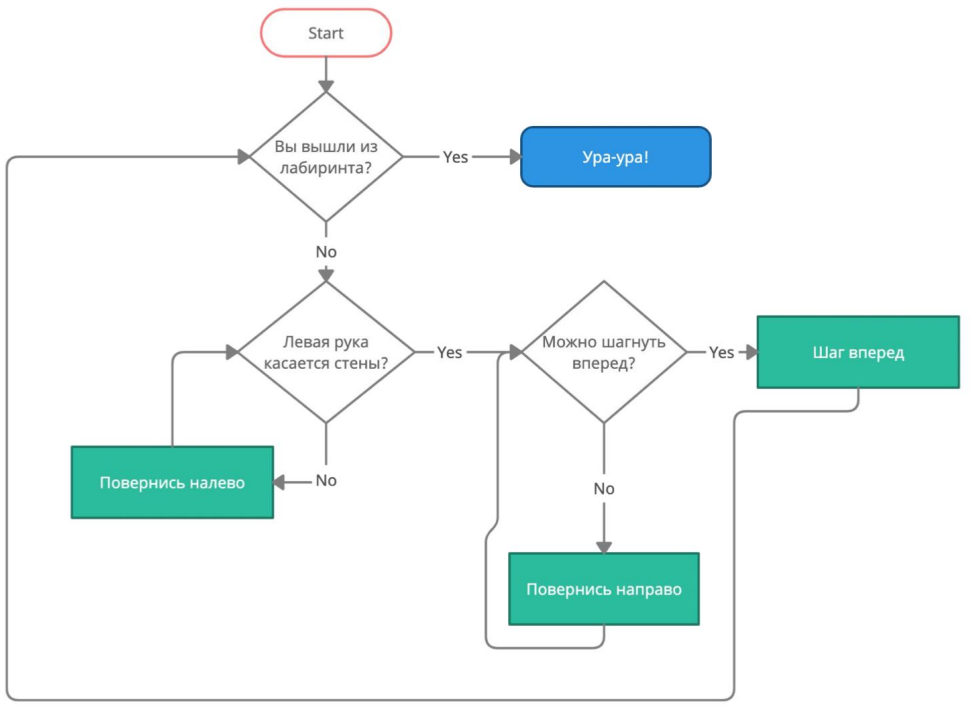 Start
Вы вышли из
лабиринта?
Yes
Ура-ура!
No
Левая рука
касается стены?
Yes
Можно шагнуть
вперед?
Yes
Шаг вперед
Повернись налево
No
No
Повернись направо